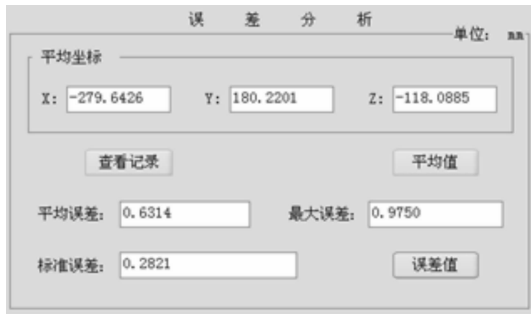 误 差 分 析
单位: mm
平均坐标
X: -279.6426 Y: 180.2201 Z: -118.0885
查看记录 平均值
平均误差: 0.6314 最大误差: 0.9750
标准误差: 0.2821 误差值